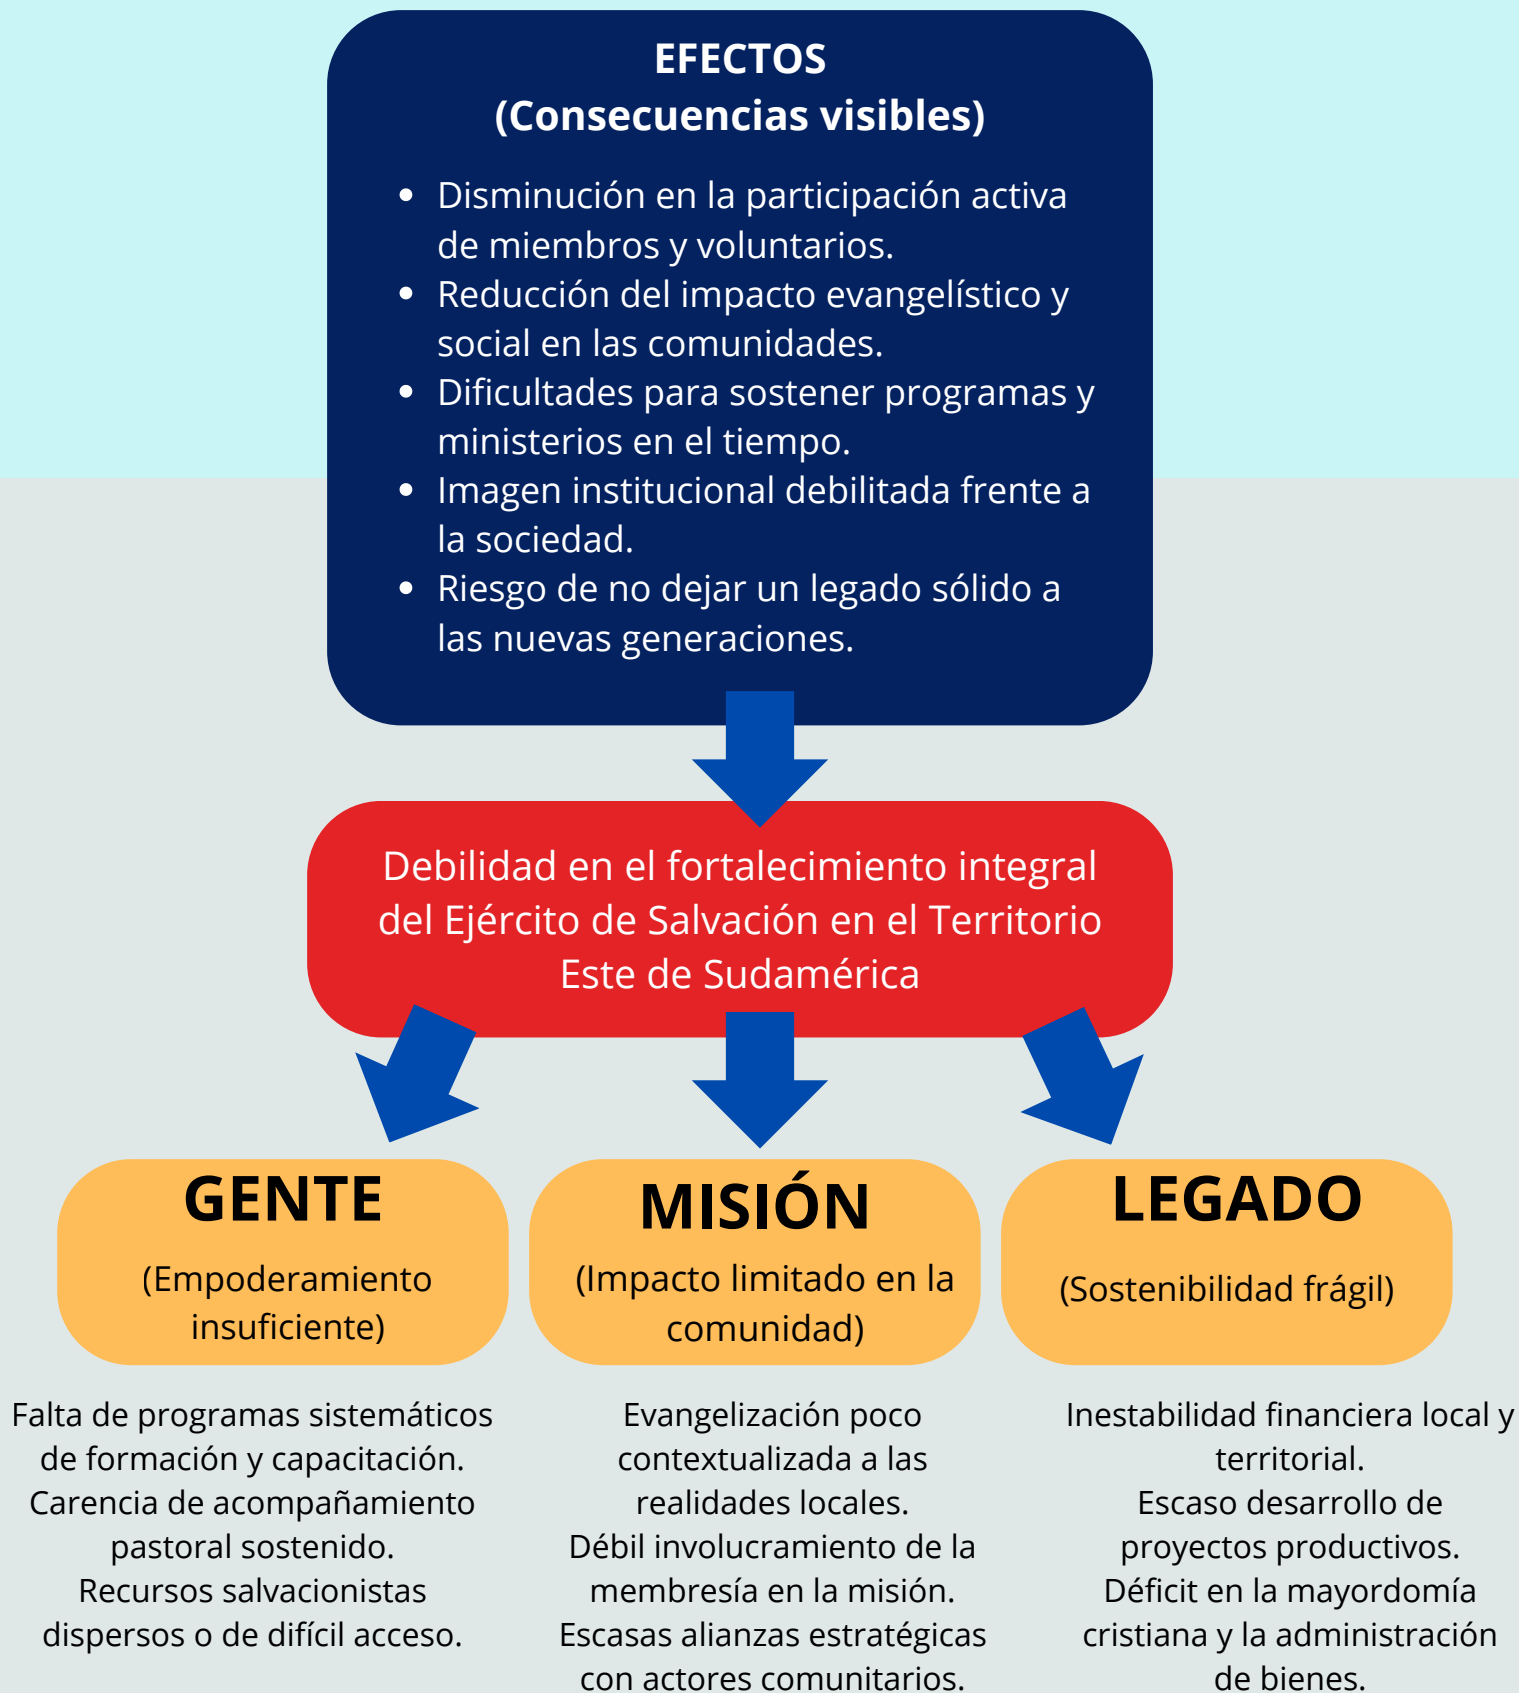 EFECTOS
(Consecuencias visibles)
• Disminución en la participación activa
de miembros y voluntarios.
• Reducción del impacto evangelístico y
social en las comunidades.
• Dificultades para sostener programas y
ministerios en el tiempo.
• Imagen institucional debilitada frente a
la sociedad.
• Riesgo de no dejar un legado sólido a
las nuevas generaciones.
Debilidad en el fortalecimiento integral
del Ejército de Salvación en el Territorio
Este de Sudamérica
GENTE
(Empoderamiento
insuficiente)
Falta de programas sistemáticos
de formación y capacitación.
Carencia de acompañamiento
pastoral sostenido.
Recursos salvacionistas
dispersos o de difícil acceso.
MISIÓN
(Impacto limitado en la
comunidad)
Evangelización poco
contextualizada a las
realidades locales.
Débil involucramiento de la
membresía en la misión.
Escasas alianzas estratégicas
con actores comunitarios.
LEGADO
(Sostenibilidad frágil)
Inestabilidad financiera local y
territorial.
Escaso desarrollo de
proyectos productivos.
Déficit en la mayordomía
cristiana y la administración
de bienes.